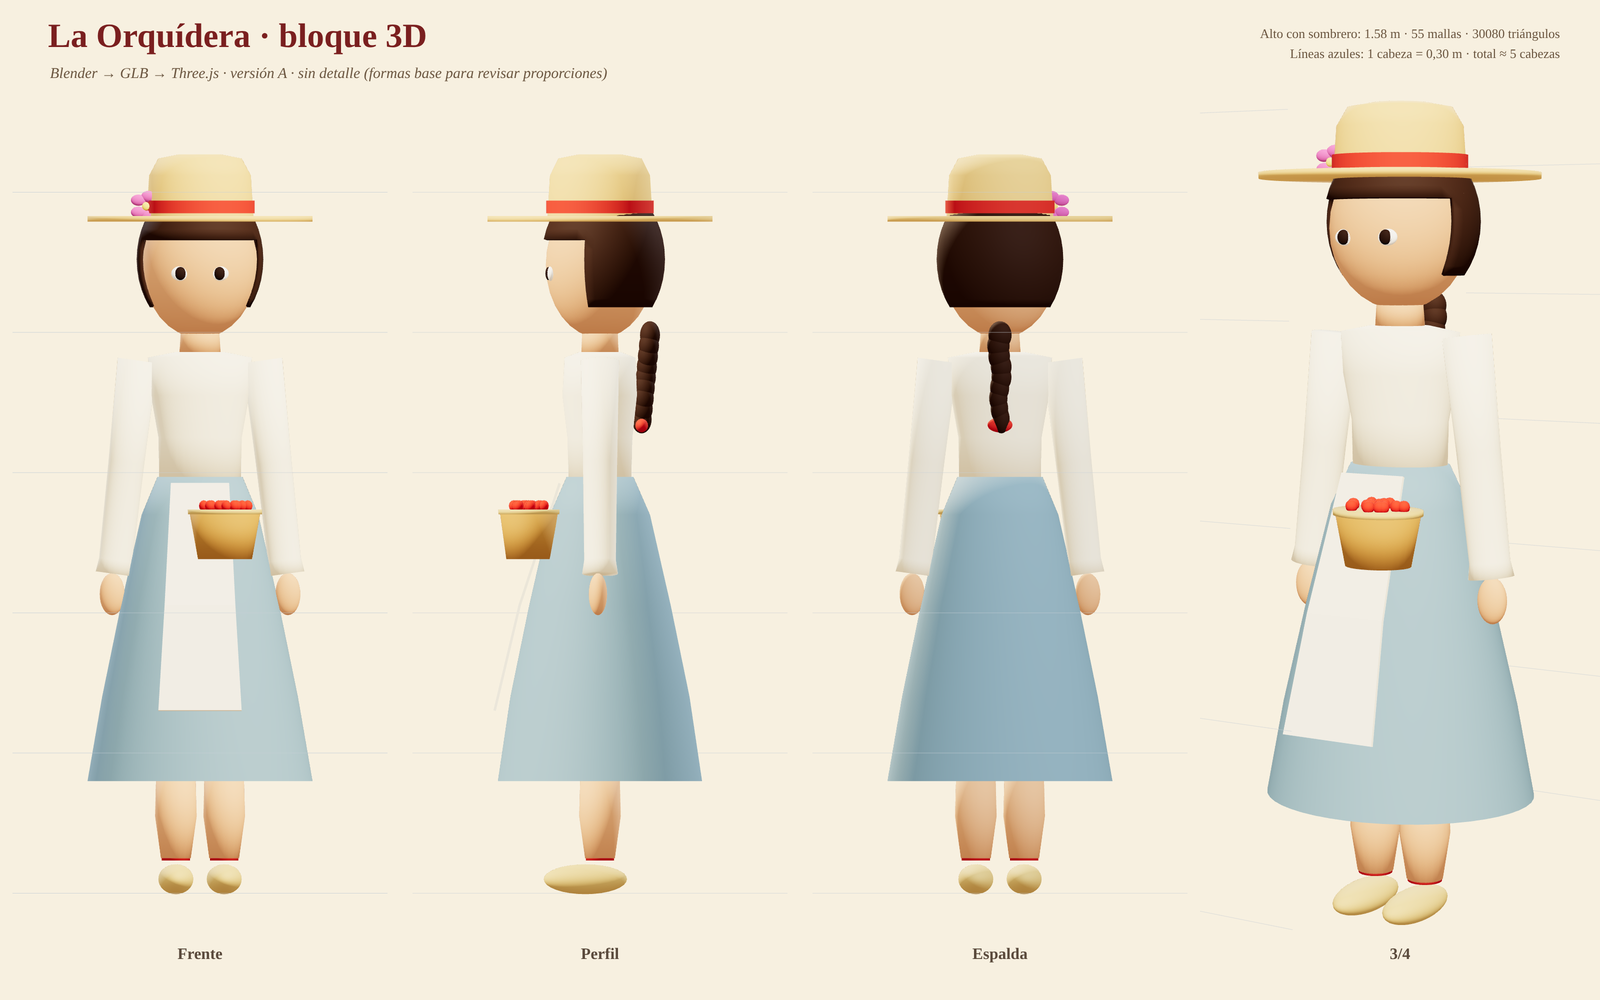 La Orquídera · bloque 3D
Blender → GLB → Three.js · versión A · sin detalle (formas base para revisar proporciones)
Alto con sombrero: 1.58 m · 55 mallas · 30080 triángulos
Líneas azules: 1 cabeza = 0,30 m · total ≈ 5 cabezas
Frente
Perfil
Espalda
3/4